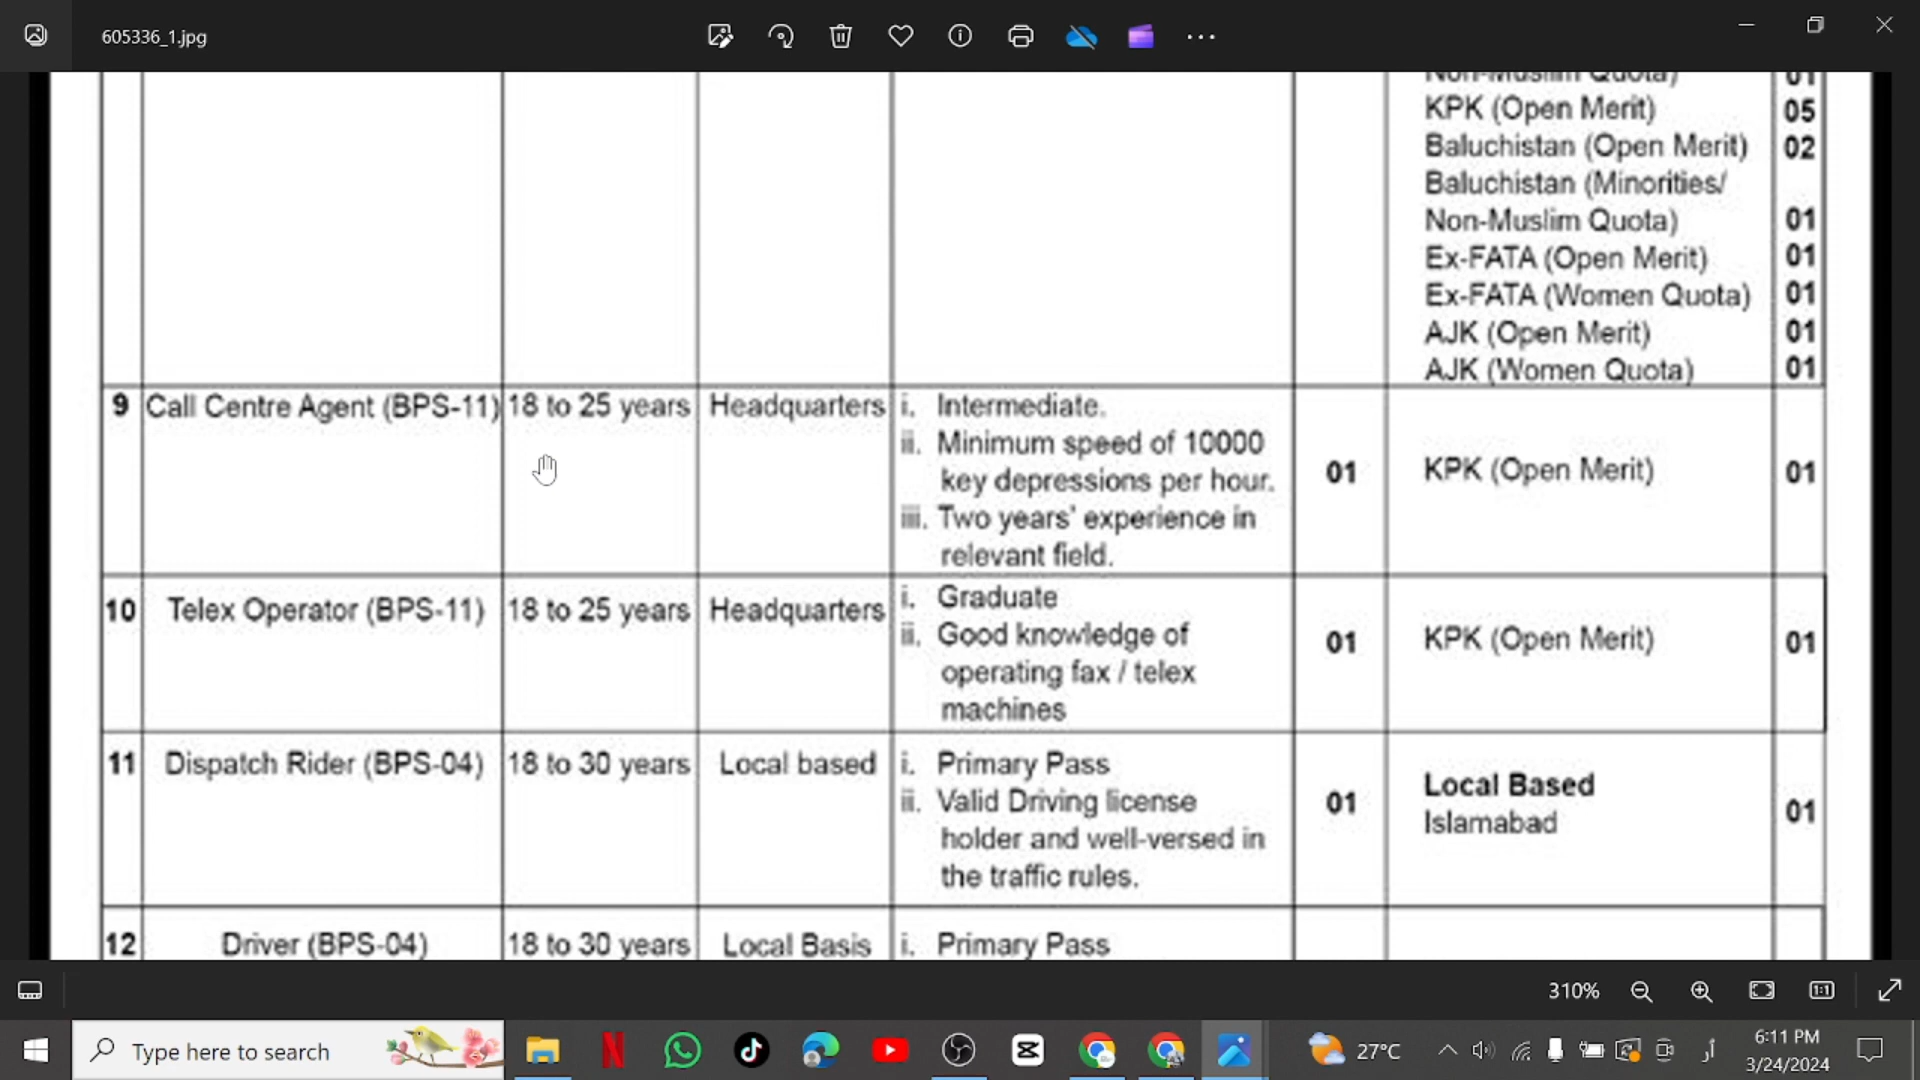 605336_1.jpg
Non-Muslim Quota) 01
KPK (Open Merit) 05
Baluchistan (Open Merit) 02
Baluchistan (Minorities/
Non-Muslim Quota) 01
Ex-FATA (Open Merit) 01
Ex-FATA (Women Quota) 01
AJK (Open Merit) 01
AJK (Women Quota) 01
9 Call Centre Agent (BPS-11) 18 to 25 years Headquarters i. Intermediate.
ii. Minimum speed of 10000
key depressions per hour.
01 KPK (Open Merit) 01
iii. Two years' experience in
relevant field.
10 Telex Operator (BPS-11) 18 to 25 years Headquarters i. Graduate
ii. Good knowledge of
operating fax / telex
machines
01 KPK (Open Merit) 01
11 Dispatch Rider (BPS-04) 18 to 30 years Local based i. Primary Pass
ii. Valid Driving license
holder and well-versed in
the traffic rules.
01 Local Based
Islamabad 01
12 Driver (BPS-04) 18 to 30 years Local Basis i. Primary Pass
310%
1:1
Type here to search
27°C
أر
6:11 PM
3/24/2024